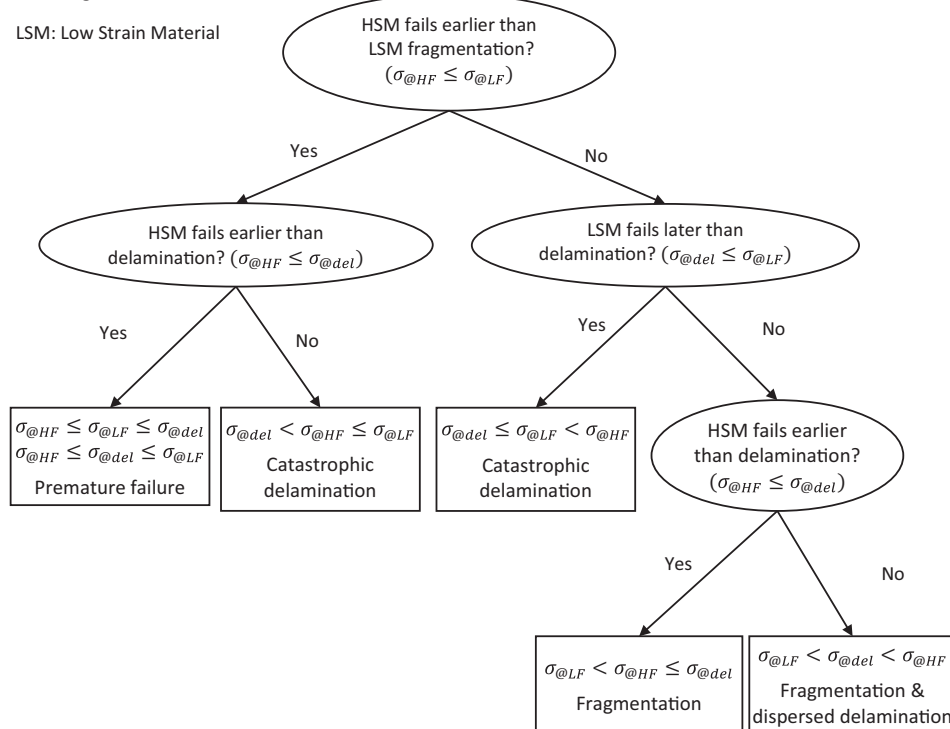 LSM: Low Strain Material
HSM fails earlier than
LSM fragmentation?
(σ@HF ≤ σ@LF)
Yes
No
HSM fails earlier than
delamination? (σ@HF ≤ σ@del)
LSM fails later than
delamination? (σ@del ≤ σ@LF)
Yes
No
Yes
No
σ@HF ≤ σ@LF ≤ σ@del
σ@HF ≤ σ@del ≤ σ@LF
Premature failure
σ@del < σ@HF ≤ σ@LF
Catastrophic
delamination
σ@del ≤ σ@LF < σ@HF
Catastrophic
delamination
HSM fails earlier
than delamination?
(σ@HF ≤ σ@del)
Yes
No
σ@LF < σ@HF ≤ σ@del
Fragmentation
σ@LF < σ@del < σ@HF
Fragmentation &
dispersed delamination